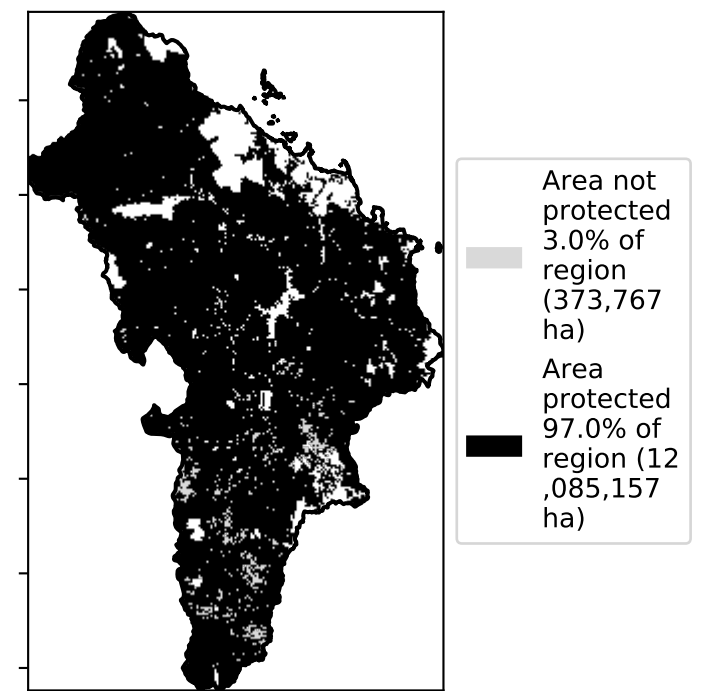 Area not
protected
3.0% of
region
(373,767
ha)
Area
protected
97.0% of
region (12
,085,157
ha)